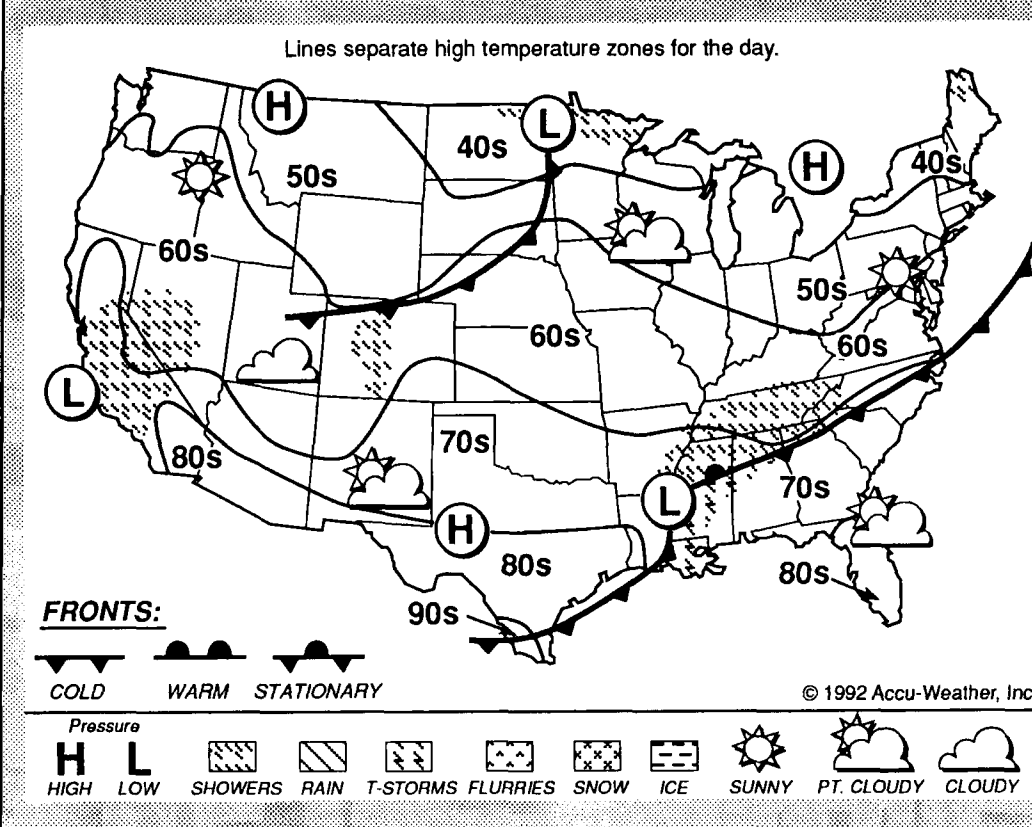 Lines separate high temperature zones for the day.
H
L
40s
H
50s
40s
60s
50s
60s
60s
L
70s
80s
L
70s
H
80s
80s
90s
FRONTS:
COLD WARM STATIONARY
© 1992 Accu-Weather, Inc
Pressure
H L
HIGH LOW SHOWERS RAIN T-STORMS FLURRIES SNOW ICE SUNNY PT. CLOUDY CLOUDY